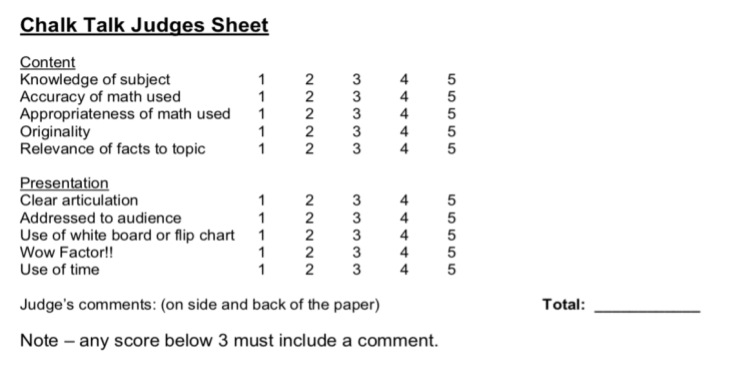 Chalk Talk Judges Sheet
Content
Knowledge of subject 1 2 3 4 5
Accuracy of math used 1 2 3 4 5
Appropriateness of math used 1 2 3 4 5
Originality 1 2 3 4 5
Relevance of facts to topic 1 2 3 4 5
Presentation
Clear articulation 1 2 3 4 5
Addressed to audience 1 2 3 4 5
Use of white board or flip chart 1 2 3 4 5
Wow Factor!! 1 2 3 4 5
Use of time 1 2 3 4 5
Judge's comments: (on side and back of the paper) Total: ____________
Note – any score below 3 must include a comment.